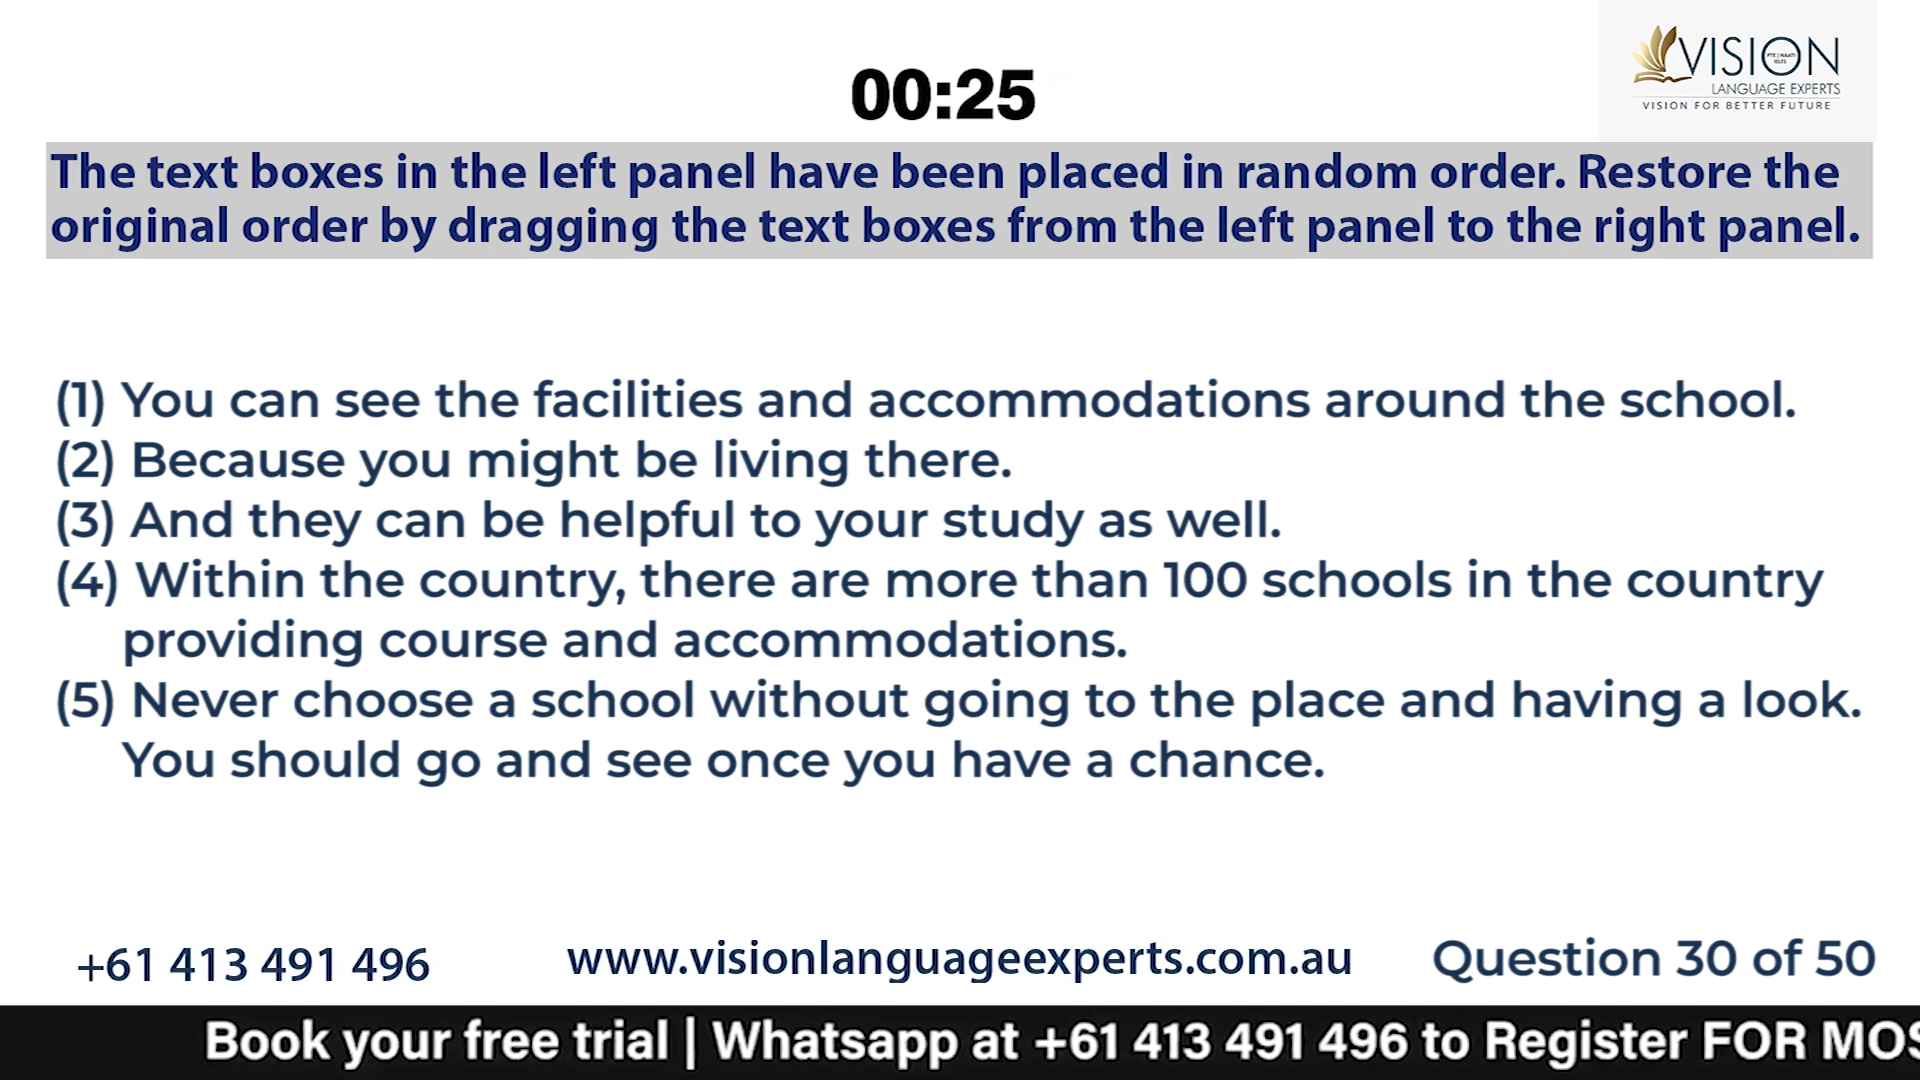 VISION
PTE | NAATI
IELTS
LANGUAGE EXPERTS
VISION FOR BETTER FUTURE
00:25
The text boxes in the left panel have been placed in random order. Restore the
original order by dragging the text boxes from the left panel to the right panel.
(1) You can see the facilities and accommodations around the school.
(2) Because you might be living there.
(3) And they can be helpful to your study as well.
(4) Within the country, there are more than 100 schools in the country
providing course and accommodations.
(5) Never choose a school without going to the place and having a look.
You should go and see once you have a chance.
+61 413 491 496
www.visionlanguageexperts.com.au
Question 30 of 50
Book your free trial | Whatsapp at +61 413 491 496 to Register FOR MOS